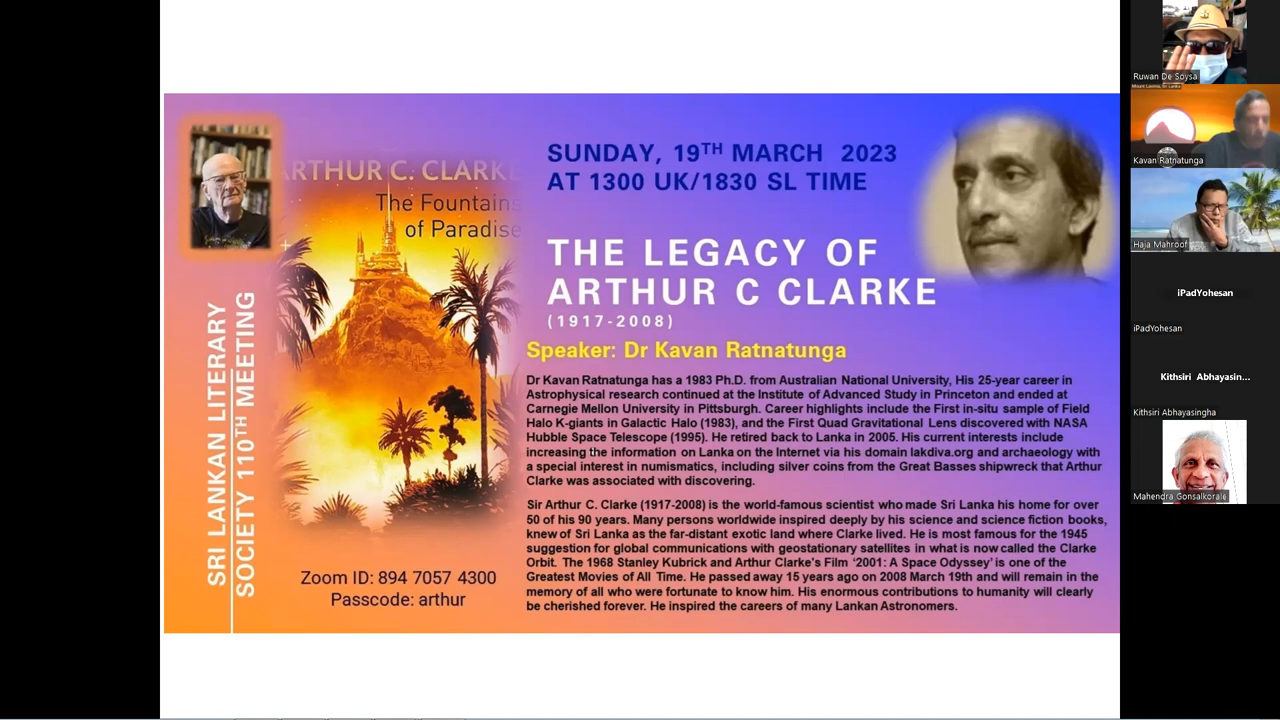 ARTHUR C. CLARKE
The Fountains
of Paradise
SRI LANKAN LITERARY
SOCIETY 110TH MEETING
Zoom ID: 894 7057 4300
Passcode: arthur
SUNDAY, 19TH MARCH 2023
AT 1300 UK/1830 SL TIME
THE LEGACY OF
ARTHUR C CLARKE
(1917-2008)
Speaker: Dr Kavan Ratnatunga
Dr Kavan Ratnatunga has a 1983 Ph.D. from Australian National University, His 25-year career in
Astrophysical research continued at the Institute of Advanced Study in Princeton and ended at
Carnegie Mellon University in Pittsburgh. Career highlights include the First in-situ sample of Field
Halo K-giants in Galactic Halo (1983), and the First Quad Gravitational Lens discovered with NASA
Hubble Space Telescope (1995). He retired back to Lanka in 2005. His current interests include
increasing the information on Lanka on the Internet via his domain lakdiva.org and archaeology with
a special interest in numismatics, including silver coins from the Great Basses shipwreck that Arthur
Clarke was associated with discovering.
Sir Arthur C. Clarke (1917-2008) is the world-famous scientist who made Sri Lanka his home for over
50 of his 90 years. Many persons worldwide inspired deeply by his science and science fiction books,
knew of Sri Lanka as the far-distant exotic land where Clarke lived. He is most famous for the 1945
suggestion for global communications with geostationary satellites in what is now called the Clarke
Orbit. The 1968 Stanley Kubrick and Arthur Clarke's Film '2001: A Space Odyssey' is one of the
Greatest Movies of All Time. He passed away 15 years ago on 2008 March 19th and will remain in the
memory of all who were fortunate to know him. His enormous contributions to humanity will clearly
be cherished forever. He inspired the careers of many Lankan Astronomers.
Ruwan De Soysa
Mount Lavinia, Sri Lanka
Kavan Ratnatunga
Haja Mahroof
iPadYohesan
iPadYohesan
Kithsiri Abhayasin...
Kithsiri Abhayasingha
Mahendra Gonsalkorale